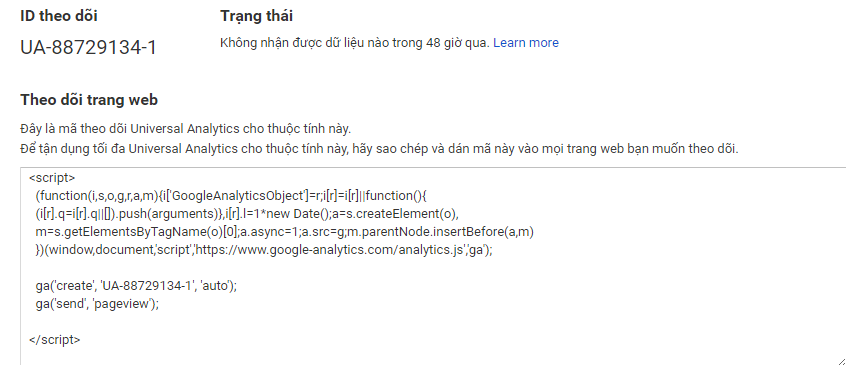 ID theo dõi Trạng thái
UA-88729134-1 Không nhận được dữ liệu nào trong 48 giờ qua. Learn more
Theo dõi trang web
Đây là mã theo dõi Universal Analytics cho thuộc tính này.
Để tận dụng tối đa Universal Analytics cho thuộc tính này, hãy sao chép và dán mã này vào mọi trang web bạn muốn theo dõi.
<script>
(function(i,s,o,g,r,a,m){i['GoogleAnalyticsObject']=r;i[r]=i[r]||function(){
(i[r].q=i[r].q||[]).push(arguments)},i[r].l=1*new Date();a=s.createElement(o),
m=s.getElementsByTagName(o)[0];a.async=1;a.src=g;m.parentNode.insertBefore(a,m)
})(window,document,'script','https://www.google-analytics.com/analytics.js','ga');
ga('create', 'UA-88729134-1', 'auto');
ga('send', 'pageview');
</script>